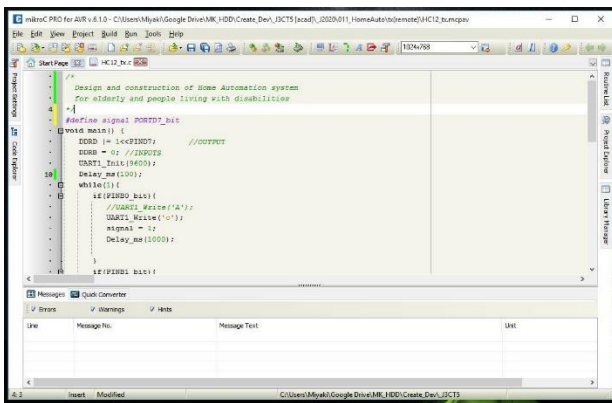 mikroC PRO for AVR v.6.1.0 - C:\Users\Miyaki\Google Drive\MK_HDD\Create_Dev\_J3CTS [acad]\_2020\011_HomeAuto\tx(remote)\HC12_tx.mcpav
File Edit View Project Build Run Tools Help
1024x768
Start Page HC12_tx.c
/*
Design and construction of Home Automation system
for elderly and people living with disabilities
4 */
#define signal PORTD7_bit
void main() {
DDRD |= 1<<PIND7; //OUTPUT
DDRB = 0; //INPUTS
UART1_Init(9600);
10 Delay_ms(100);
while(1){
if(PINB0_bit){
//UART1_Write('A');
UART1_Write('o');
signal = 1;
Delay_ms(1000);
}
if(PINB1_bit){
Project Settings
Code Explorer
Routine List
Project Explorer
Library Manager
Messages Quick Converter
Errors Warnings Hints
Line Message No. Message Text Unit
4: 3 Insert Modified C:\Users\Miyaki\Google Drive\MK_HDD\Create_Dev\_J3CTS